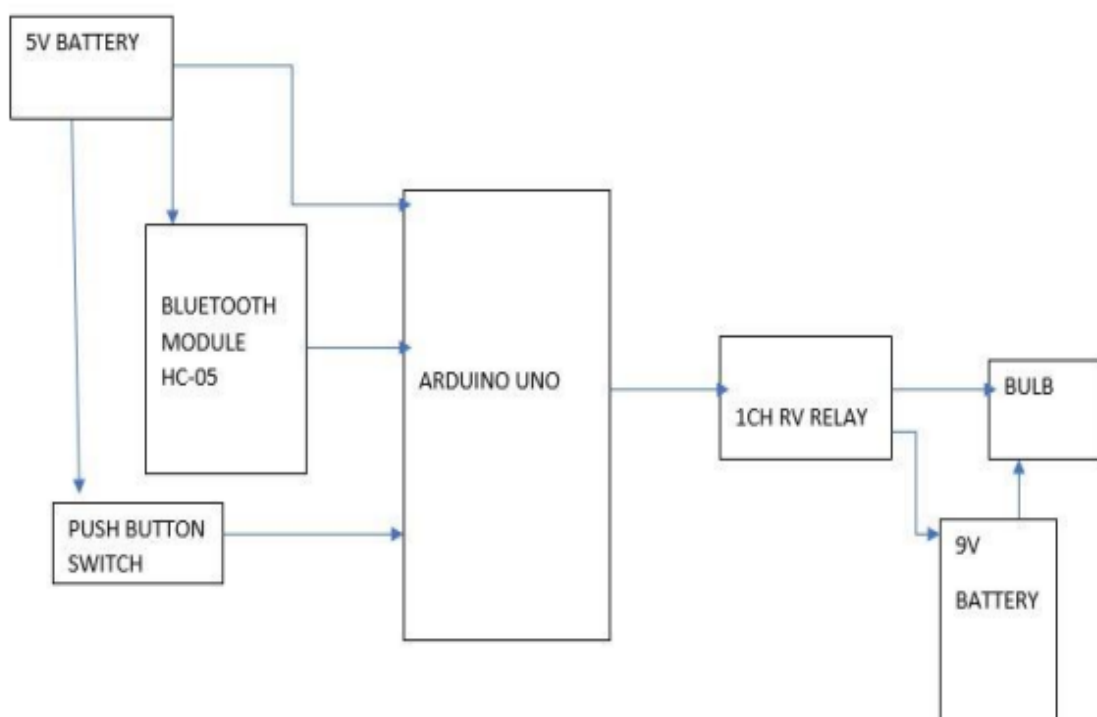 5V BATTERY
BLUETOOTH
MODULE
HC-05
PUSH BUTTON
SWITCH
ARDUINO UNO
1CH RV RELAY
BULB
9V
BATTERY